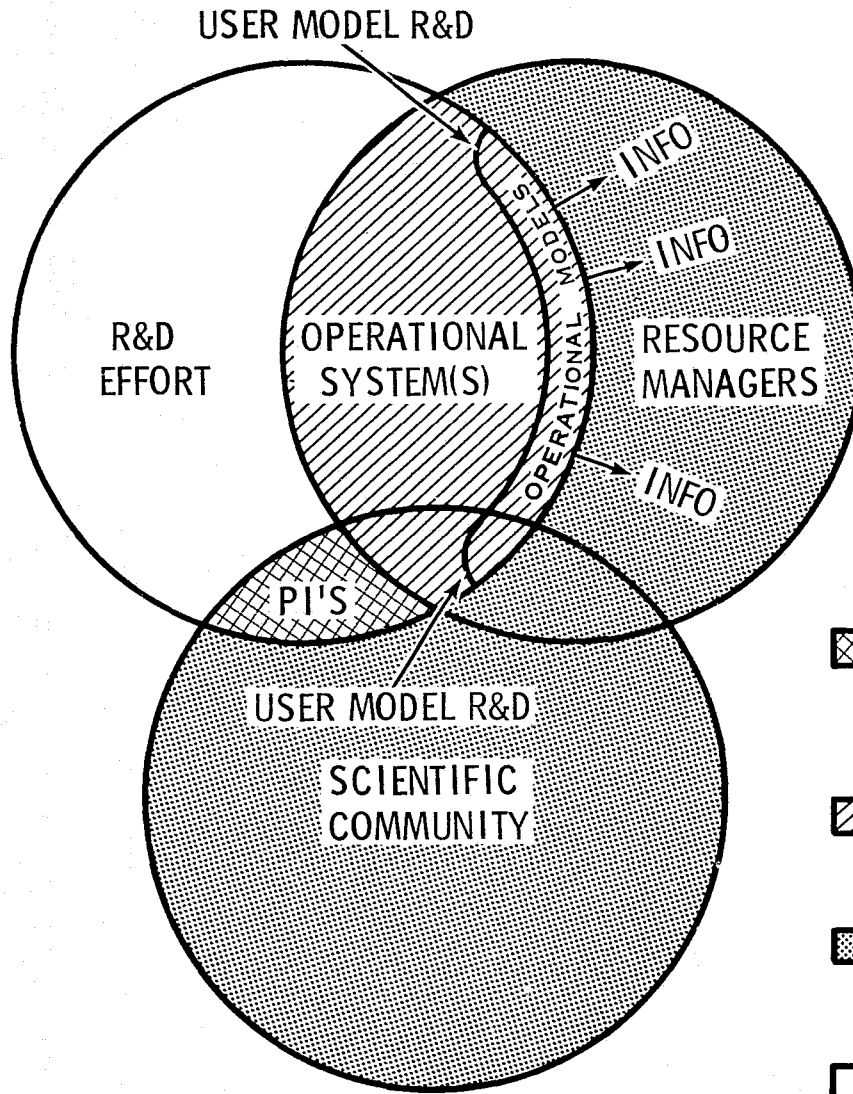 USER MODEL R&D
INFO
INFO
MODELS
OPERATIONAL
R&D
EFFORT
OPERATIONAL
SYSTEM(S)
RESOURCE
MANAGERS
INFO
PI'S
USER MODEL R&D
SCIENTIFIC
COMMUNITY